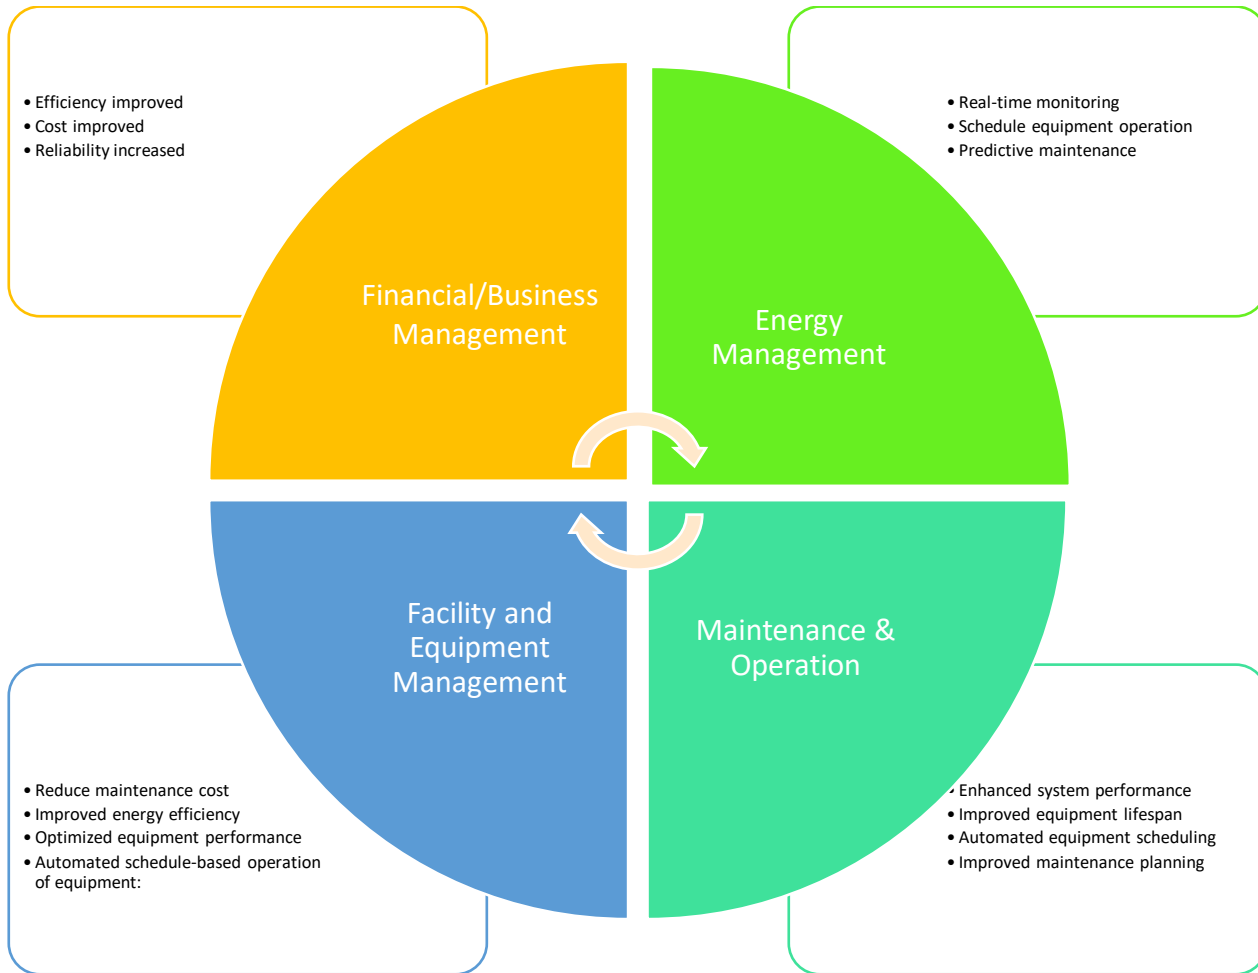 • Efficiency improved
• Cost improved
• Reliability increased
• Real-time monitoring
• Schedule equipment operation
• Predictive maintenance
Financial/Business
Management
Energy
Management
Facility and
Equipment
Management
Maintenance &
Operation
• Reduce maintenance cost
• Improved energy efficiency
• Optimized equipment performance
• Automated schedule-based operation
of equipment:
• Enhanced system performance
• Improved equipment lifespan
• Automated equipment scheduling
• Improved maintenance planning